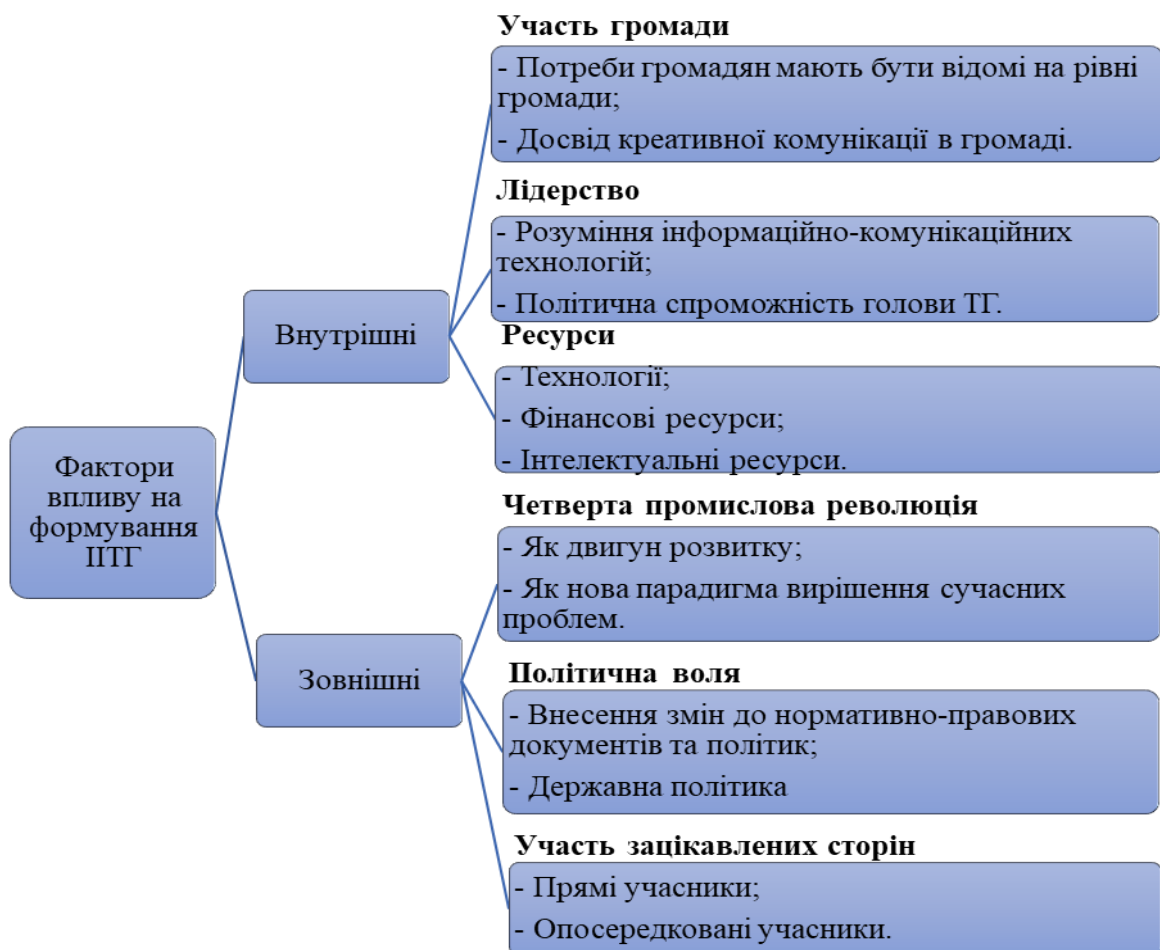 Фактори
впливу на
формування
ІІТГ
Внутрішні
Участь громади
- Потреби громадян мають бути відомі на рівні
громади;
- Досвід креативної комунікації в громаді.
Лідерство
- Розуміння інформаційно-комунікаційних
технологій;
- Політична спроможність голови ТГ.
Ресурси
- Технології;
- Фінансові ресурси;
- Інтелектуальні ресурси.
Зовнішні
Четверта промислова революція
- Як двигун розвитку;
- Як нова парадигма вирішення сучасних
проблем.
Політична воля
- Внесення змін до нормативно-правових
документів та політик;
- Державна політика
Участь зацікавлених сторін
- Прямі учасники;
- Опосередковані учасники.